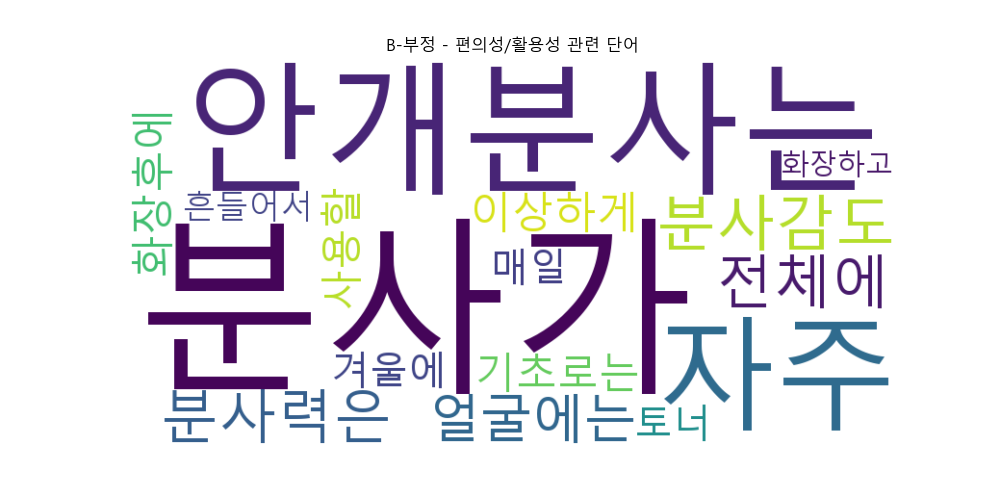 B-부정 - 편의성/활용성 관련 단어
안개분사는
화장후에
화장하고
흔들어서
사용할
이상하게
분사감도
분사가
매일
전체에
자주
겨울에
기초로는
분사력은
얼굴에는
토너